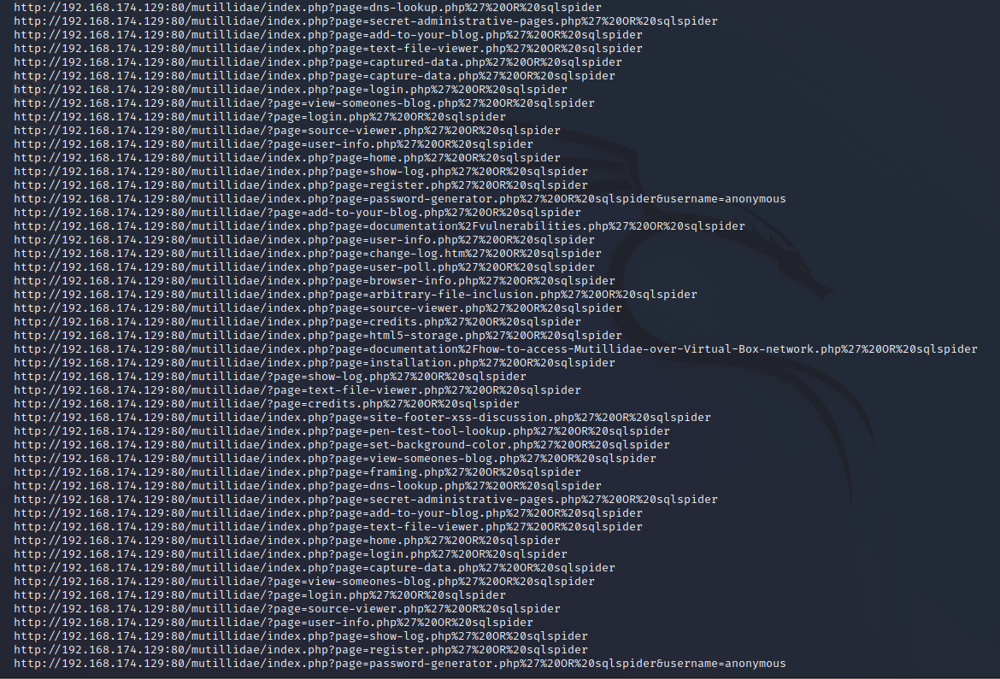 http://192.168.174.129:80/mutillidae/index.php?page=dns-lookup.php%27%20OR%20sqlspider
http://192.168.174.129:80/mutillidae/index.php?page=secret-administrative-pages.php%27%20OR%20sqlspider
http://192.168.174.129:80/mutillidae/index.php?page=add-to-your-blog.php%27%20OR%20sqlspider
http://192.168.174.129:80/mutillidae/index.php?page=text-file-viewer.php%27%20OR%20sqlspider
http://192.168.174.129:80/mutillidae/index.php?page=captured-data.php%27%20OR%20sqlspider
http://192.168.174.129:80/mutillidae/index.php?page=capture-data.php%27%20OR%20sqlspider
http://192.168.174.129:80/mutillidae/index.php?page=login.php%27%20OR%20sqlspider
http://192.168.174.129:80/mutillidae/?page=view-someones-blog.php%27%20OR%20sqlspider
http://192.168.174.129:80/mutillidae/?page=login.php%27%20OR%20sqlspider
http://192.168.174.129:80/mutillidae/?page=source-viewer.php%27%20OR%20sqlspider
http://192.168.174.129:80/mutillidae/?page=user-info.php%27%20OR%20sqlspider
http://192.168.174.129:80/mutillidae/index.php?page=home.php%27%20OR%20sqlspider
http://192.168.174.129:80/mutillidae/index.php?page=show-log.php%27%20OR%20sqlspider
http://192.168.174.129:80/mutillidae/index.php?page=register.php%27%20OR%20sqlspider
http://192.168.174.129:80/mutillidae/index.php?page=password-generator.php%27%20OR%20sqlspider&username=anonymous
http://192.168.174.129:80/mutillidae/?page=add-to-your-blog.php%27%20OR%20sqlspider
http://192.168.174.129:80/mutillidae/index.php?page=documentation%2Fvulnerabilities.php%27%20OR%20sqlspider
http://192.168.174.129:80/mutillidae/index.php?page=user-info.php%27%20OR%20sqlspider
http://192.168.174.129:80/mutillidae/index.php?page=change-log.htm%27%20OR%20sqlspider
http://192.168.174.129:80/mutillidae/index.php?page=user-poll.php%27%20OR%20sqlspider
http://192.168.174.129:80/mutillidae/index.php?page=browser-info.php%27%20OR%20sqlspider
http://192.168.174.129:80/mutillidae/index.php?page=arbitrary-file-inclusion.php%27%20OR%20sqlspider
http://192.168.174.129:80/mutillidae/index.php?page=source-viewer.php%27%20OR%20sqlspider
http://192.168.174.129:80/mutillidae/index.php?page=credits.php%27%20OR%20sqlspider
http://192.168.174.129:80/mutillidae/index.php?page=html5-storage.php%27%20OR%20sqlspider
http://192.168.174.129:80/mutillidae/index.php?page=documentation%2Fhow-to-access-Mutillidae-over-Virtual-Box-network.php%27%20OR%20sqlspider
http://192.168.174.129:80/mutillidae/index.php?page=installation.php%27%20OR%20sqlspider
http://192.168.174.129:80/mutillidae/?page=show-log.php%27%20OR%20sqlspider
http://192.168.174.129:80/mutillidae/?page=text-file-viewer.php%27%20OR%20sqlspider
http://192.168.174.129:80/mutillidae/?page=credits.php%27%20OR%20sqlspider
http://192.168.174.129:80/mutillidae/index.php?page=site-footer-xss-discussion.php%27%20OR%20sqlspider
http://192.168.174.129:80/mutillidae/index.php?page=pen-test-tool-lookup.php%27%20OR%20sqlspider
http://192.168.174.129:80/mutillidae/index.php?page=set-background-color.php%27%20OR%20sqlspider
http://192.168.174.129:80/mutillidae/index.php?page=view-someones-blog.php%27%20OR%20sqlspider
http://192.168.174.129:80/mutillidae/index.php?page=framing.php%27%20OR%20sqlspider
http://192.168.174.129:80/mutillidae/index.php?page=dns-lookup.php%27%20OR%20sqlspider
http://192.168.174.129:80/mutillidae/index.php?page=secret-administrative-pages.php%27%20OR%20sqlspider
http://192.168.174.129:80/mutillidae/index.php?page=add-to-your-blog.php%27%20OR%20sqlspider
http://192.168.174.129:80/mutillidae/index.php?page=text-file-viewer.php%27%20OR%20sqlspider
http://192.168.174.129:80/mutillidae/index.php?page=home.php%27%20OR%20sqlspider
http://192.168.174.129:80/mutillidae/index.php?page=login.php%27%20OR%20sqlspider
http://192.168.174.129:80/mutillidae/index.php?page=capture-data.php%27%20OR%20sqlspider
http://192.168.174.129:80/mutillidae/?page=view-someones-blog.php%27%20OR%20sqlspider
http://192.168.174.129:80/mutillidae/?page=login.php%27%20OR%20sqlspider
http://192.168.174.129:80/mutillidae/?page=source-viewer.php%27%20OR%20sqlspider
http://192.168.174.129:80/mutillidae/?page=user-info.php%27%20OR%20sqlspider
http://192.168.174.129:80/mutillidae/index.php?page=show-log.php%27%20OR%20sqlspider
http://192.168.174.129:80/mutillidae/index.php?page=register.php%27%20OR%20sqlspider
http://192.168.174.129:80/mutillidae/index.php?page=password-generator.php%27%20OR%20sqlspider&username=anonymous